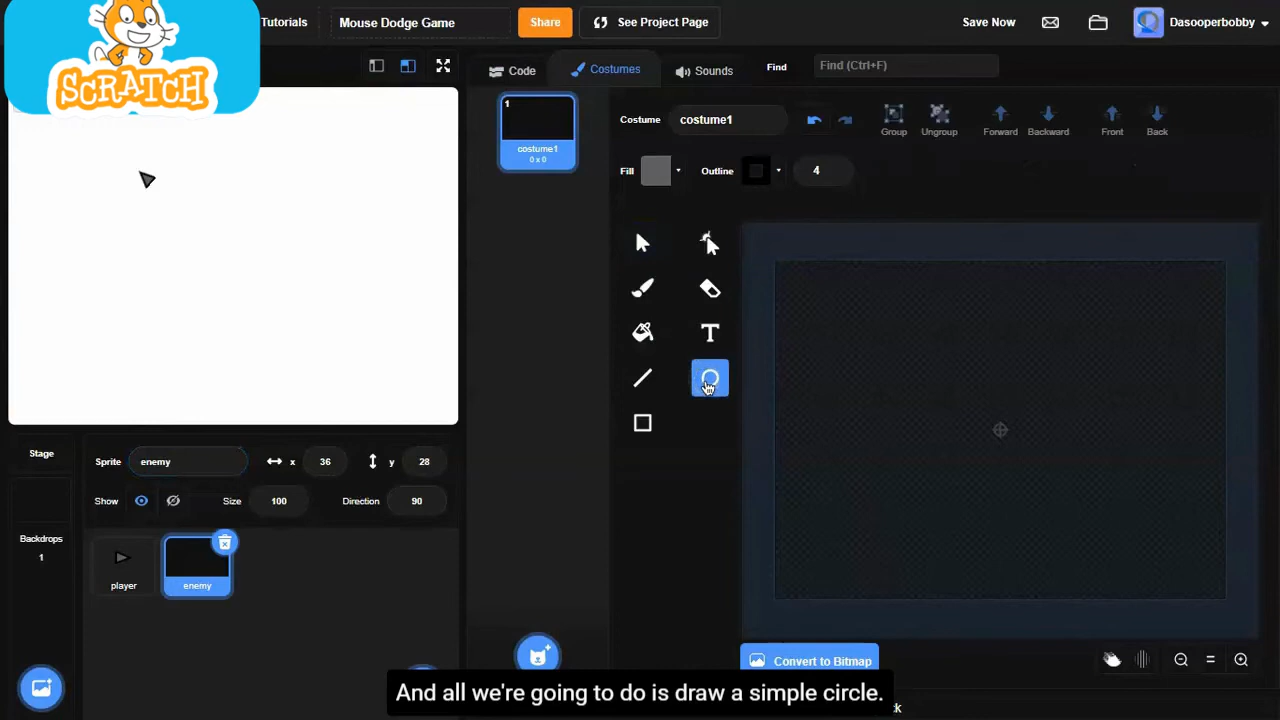 Tutorials
Mouse Dodge Game
Share
See Project Page
Save Now
Dasooperbobby
SCRATCH
Code
Costumes
Sounds
Find
Find (Ctrl+F)
1
costume1
0 x 0
Costume
costume1
Group
Ungroup
Forward
Backward
Front
Back
Fill
Outline
4
T
Stage
Backdrops
1
Sprite
enemy
x
36
y
28
Show
Size
100
Direction
90
player
enemy
Convert to Bitmap
And all we're going to do is draw a simple circle.